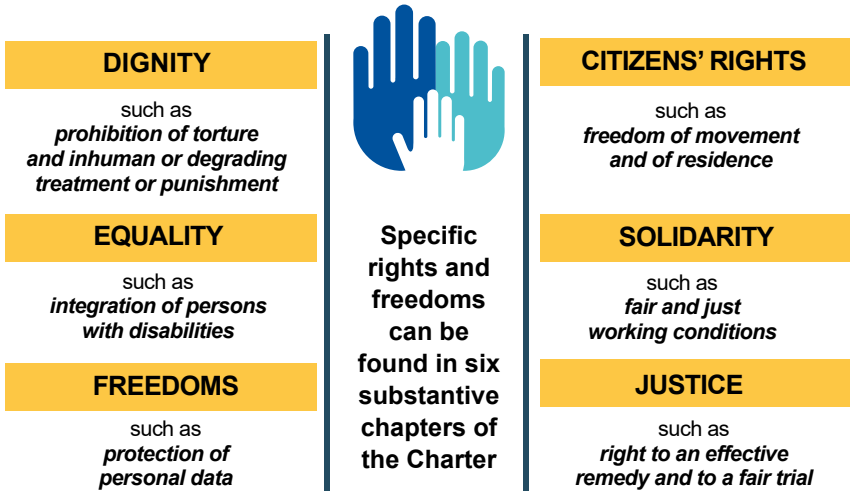 DIGNITY
such as
prohibition of torture
and inhuman or degrading
treatment or punishment
EQUALITY
such as
integration of persons
with disabilities
FREEDOMS
such as
protection of
personal data
Specific
rights and
freedoms
can be
found in six
substantive
chapters of
the Charter
CITIZENS’ RIGHTS
such as
freedom of movement
and of residence
SOLIDARITY
such as
fair and just
working conditions
JUSTICE
such as
right to an effective
remedy and to a fair trial